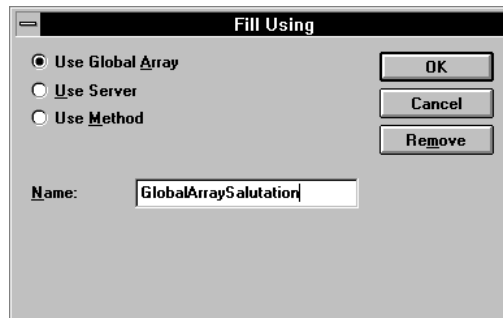 Fill Using
Use Global Array
Use Server
Use Method
OK
Cancel
Remove
Name: GlobalArraySalutation